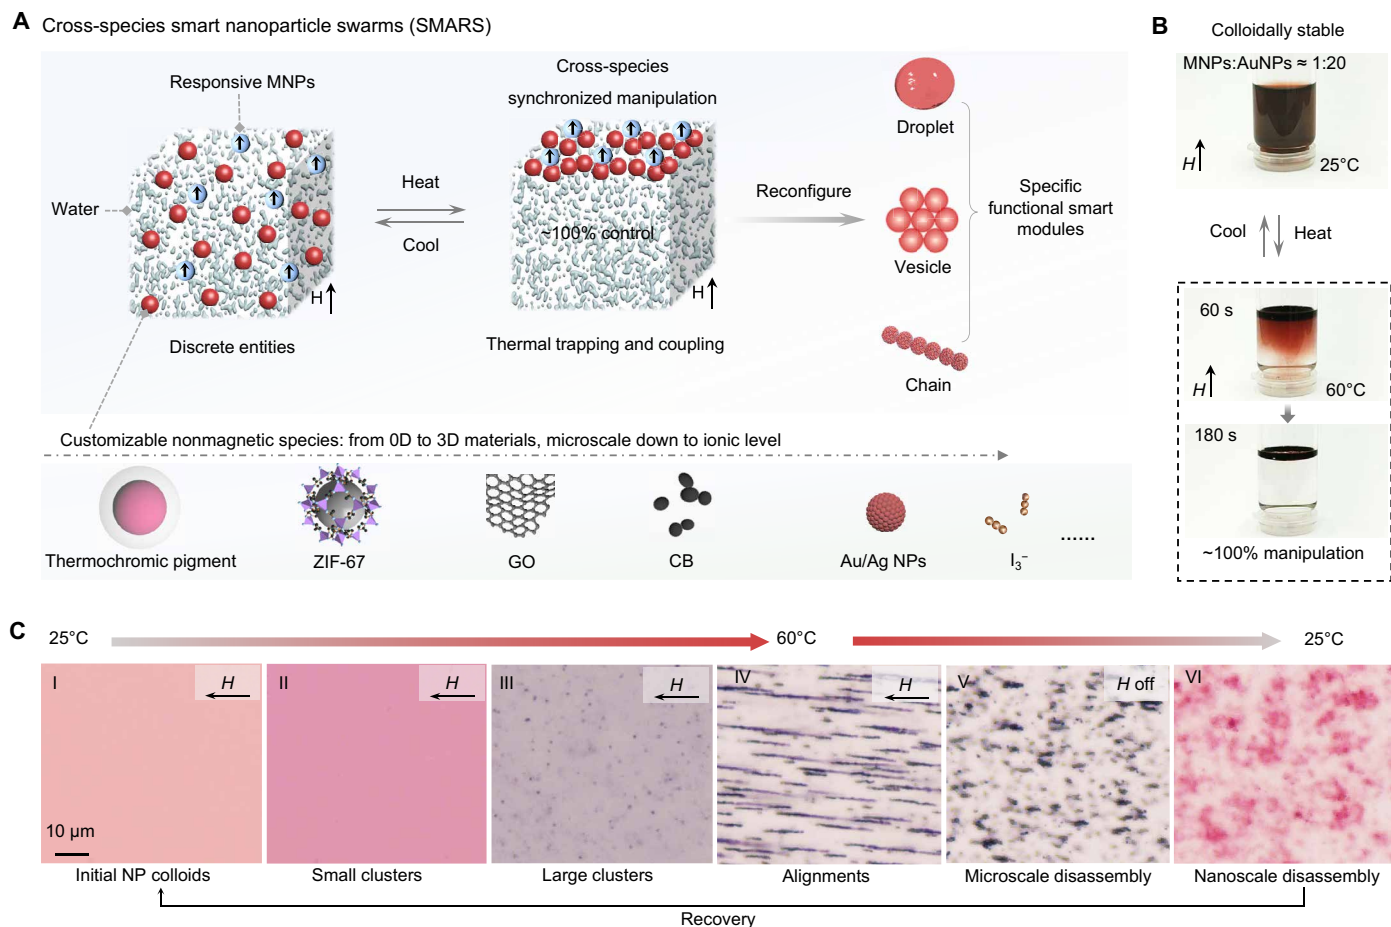 A Cross-species smart nanoparticle swarms (SMARS)
Responsive MNPs
Water
H
Discrete entities
Heat
Cool
Cross-species
synchronized manipulation
~100% control
H
Thermal trapping and coupling
Reconfigure
Droplet
Vesicle
Chain
Specific
functional smart
modules
Customizable nonmagnetic species: from 0D to 3D materials, microscale down to ionic level
Thermochromic pigment
ZIF-67
GO
CB
Au/Ag NPs
I₃⁻
......
B
Colloidally stable
MNPs:AuNPs ≈ 1:20
H
25°C
Cool
Heat
60 s
H
60°C
180 s
~100% manipulation
C
25°C
60°C
25°C
I
H
II
H
III
H
IV
H
V
H off
VI
10 µm
Initial NP colloids
Small clusters
Large clusters
Alignments
Microscale disassembly
Nanoscale disassembly
Recovery